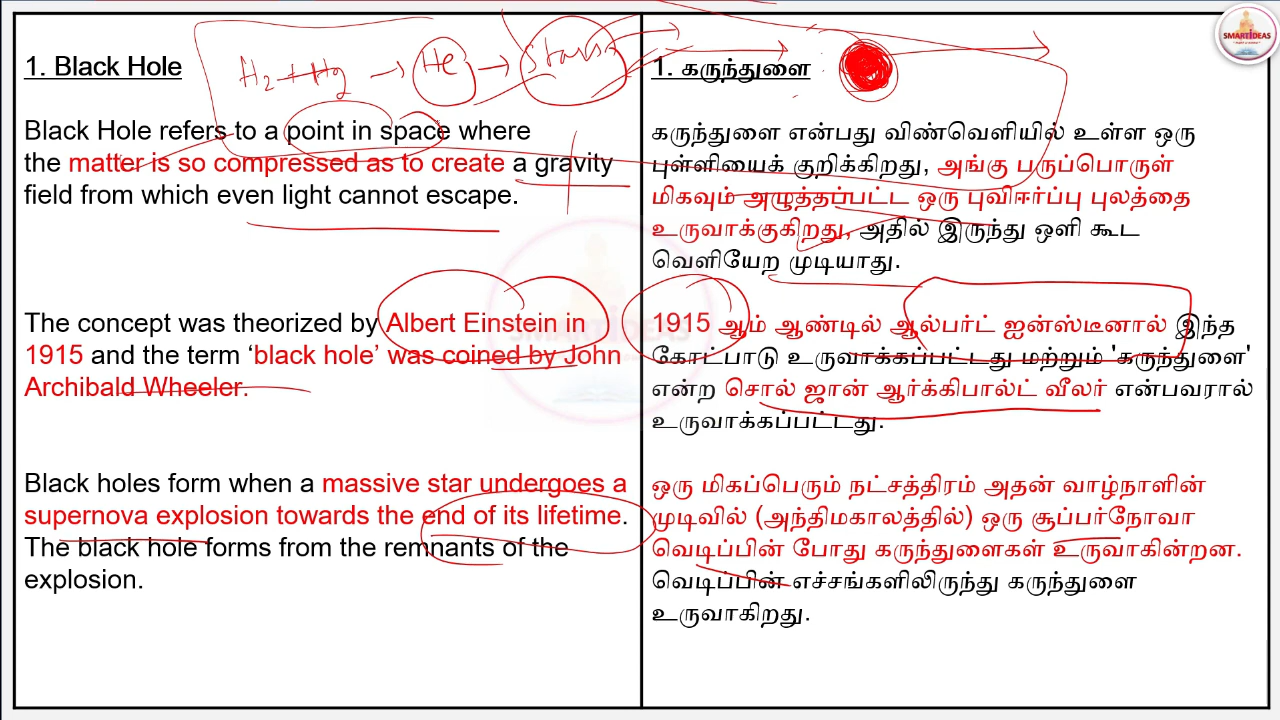 SMARTIDEAS
1. Black Hole
H2 + H2 → He → Stars
Black Hole refers to a point in space where
the matter is so compressed as to create a gravity
field from which even light cannot escape.
The concept was theorized by Albert Einstein in
1915 and the term ‘black hole’ was coined by John
Archibald Wheeler.
Black holes form when a massive star undergoes a
supernova explosion towards the end of its lifetime.
The black hole forms from the remnants of the
explosion.
1. கருந்துளை
கருந்துளை என்பது விண்வெளியில் உள்ள ஒரு
புள்ளியைக் குறிக்கிறது, அங்கு பருப்பொருள்
மிகவும் அழுத்தப்பட்ட ஒரு புவிஈர்ப்பு புலத்தை
உருவாக்குகிறது, அதில் இருந்து ஒளி கூட
வெளியேற முடியாது.
1915 ஆம் ஆண்டில் ஆல்பர்ட் ஐன்ஸ்டீனால் இந்த
கோட்பாடு உருவாக்கப்பட்டது மற்றும் 'கருந்துளை'
என்ற சொல் ஜான் ஆர்க்கிபால்ட் வீலர் என்பவரால்
உருவாக்கப்பட்டது.
ஒரு மிகப்பெரும் நட்சத்திரம் அதன் வாழ்நாளின்
முடிவில் (அந்திமகாலத்தில்) ஒரு சூப்பர்நோவா
வெடிப்பின் போது கருந்துளைகள் உருவாகின்றன.
வெடிப்பின் எச்சங்களிலிருந்து கருந்துளை
உருவாகிறது.
SMARTIDEAS